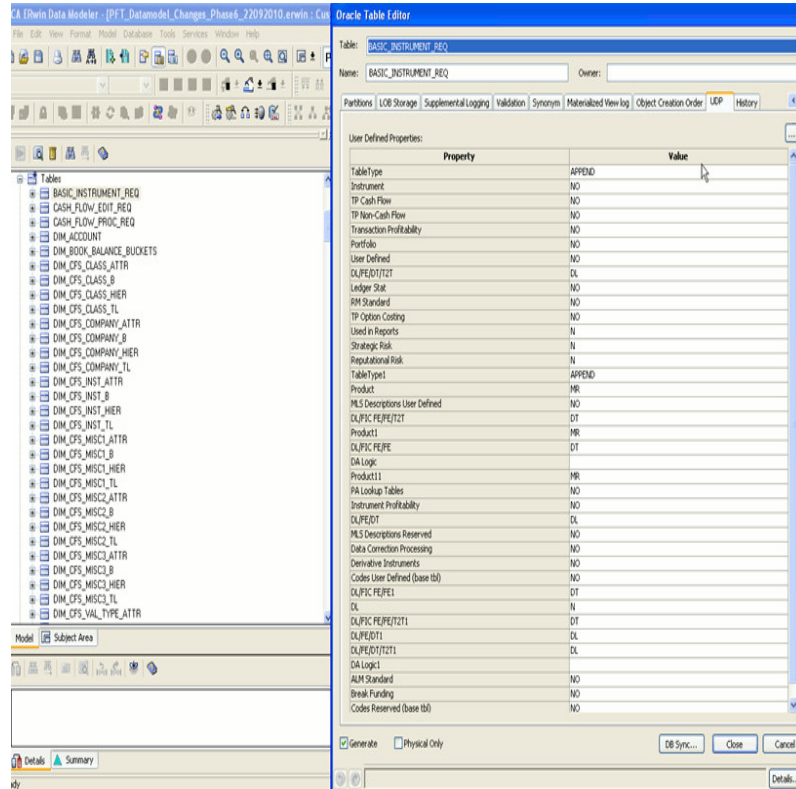 CA ERwin Data Modeler - [PFT_Datamodel_Changes_Phase6_22092010.erwin : Cus
File Edit View Format Model Database Tools Services Window Help
Tables
BASIC_INSTRUMENT_REQ
CASH_FLOW_EDIT_REQ
CASH_FLOW_PROC_REQ
DIM_ACCOUNT
DIM_BOOK_BALANCE_BUCKETS
DIM_CFS_CLASS_ATTR
DIM_CFS_CLASS_B
DIM_CFS_CLASS_HIER
DIM_CFS_CLASS_TL
DIM_CFS_COMPANY_ATTR
DIM_CFS_COMPANY_B
DIM_CFS_COMPANY_HIER
DIM_CFS_COMPANY_TL
DIM_CFS_INST_ATTR
DIM_CFS_INST_B
DIM_CFS_INST_HIER
DIM_CFS_INST_TL
DIM_CFS_MISC1_ATTR
DIM_CFS_MISC1_B
DIM_CFS_MISC1_HIER
DIM_CFS_MISC1_TL
DIM_CFS_MISC2_ATTR
DIM_CFS_MISC2_B
DIM_CFS_MISC2_HIER
DIM_CFS_MISC2_TL
DIM_CFS_MISC3_ATTR
DIM_CFS_MISC3_B
DIM_CFS_MISC3_HIER
DIM_CFS_MISC3_TL
DIM_CFS_VAL_TYPE_ATTR
Model Subject Area
Details Summary
dy
Oracle Table Editor
Table: BASIC_INSTRUMENT_REQ
Name: BASIC_INSTRUMENT_REQ Owner:
Partitions LOB Storage Supplemental Logging Validation Synonym Materialized View log Object Creation Order UDP History
User Defined Properties: ...
Property Value
TableType APPEND
Instrument NO
TP Cash Flow NO
TP Non-Cash Flow NO
Transaction Profitability NO
Portfolio NO
User Defined NO
DL/FE/DT/T2T DL
Ledger Stat NO
RM Standard NO
TP Option Costing NO
Used in Reports N
Strategic Risk N
Reputational Risk N
TableType1 APPEND
Product MR
MLS Descriptions User Defined NO
DL/FIC FE/FE/T2T DT
Product1 MR
DL/FIC FE/FE DT
DA Logic
Product11 MR
PA Lookup Tables NO
Instrument Profitability NO
DL/FE/DT DL
MLS Descriptions Reserved NO
Data Correction Processing NO
Derivative Instruments NO
Codes User Defined (base tbl) NO
DL/FIC FE/FE1 DT
DL N
DL/FIC FE/FE/T2T1 DT
DL/FE/DT1 DL
DL/FE/DT/T2T1 DL
DA Logic1
ALM Standard NO
Break Funding NO
Codes Reserved (base tbl) NO
Generate Physical Only DB Sync... Close Cancel
Details...